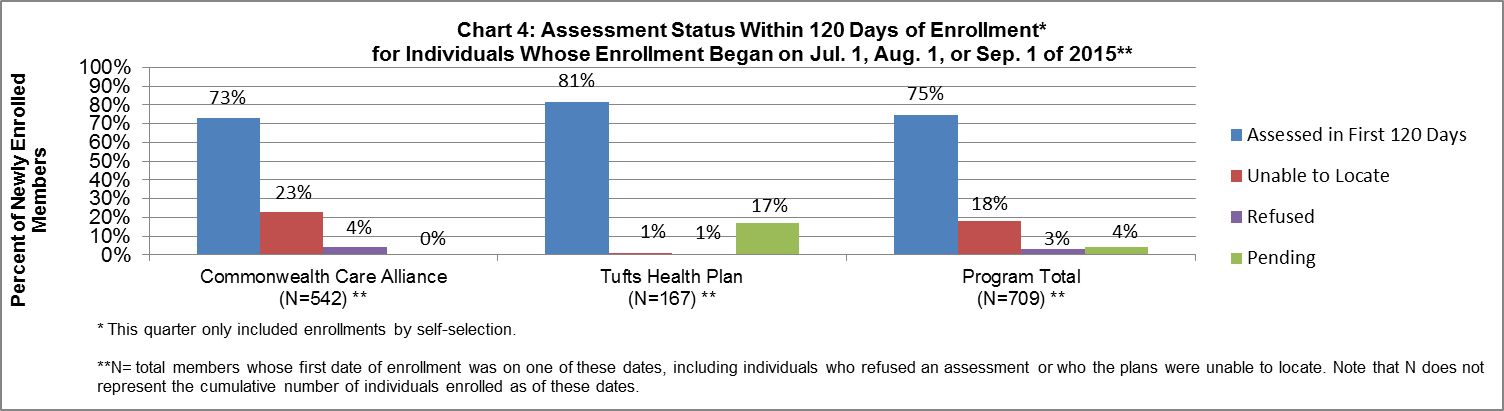 Chart 4: Assessment Status Within 120 Days of Enrollment*
for Individuals Whose Enrollment Began on Jul. 1, Aug. 1, or Sep. 1 of 2015**
Percent of Newly Enrolled
Members
100%
90%
80%
70%
60%
50%
40%
30%
20%
10%
0%
73%
23%
4%
0%
81%
1%
1%
17%
75%
18%
3%
4%
Commonwealth Care Alliance
(N=542) **
Tufts Health Plan
(N=167) **
Program Total
(N=709) **
Assessed in First 120 Days
Unable to Locate
Refused
Pending
* This quarter only included enrollments by self-selection.
**N= total members whose first date of enrollment was on one of these dates, including individuals who refused an assessment or who the plans were unable to locate. Note that N does not
represent the cumulative number of individuals enrolled as of these dates.